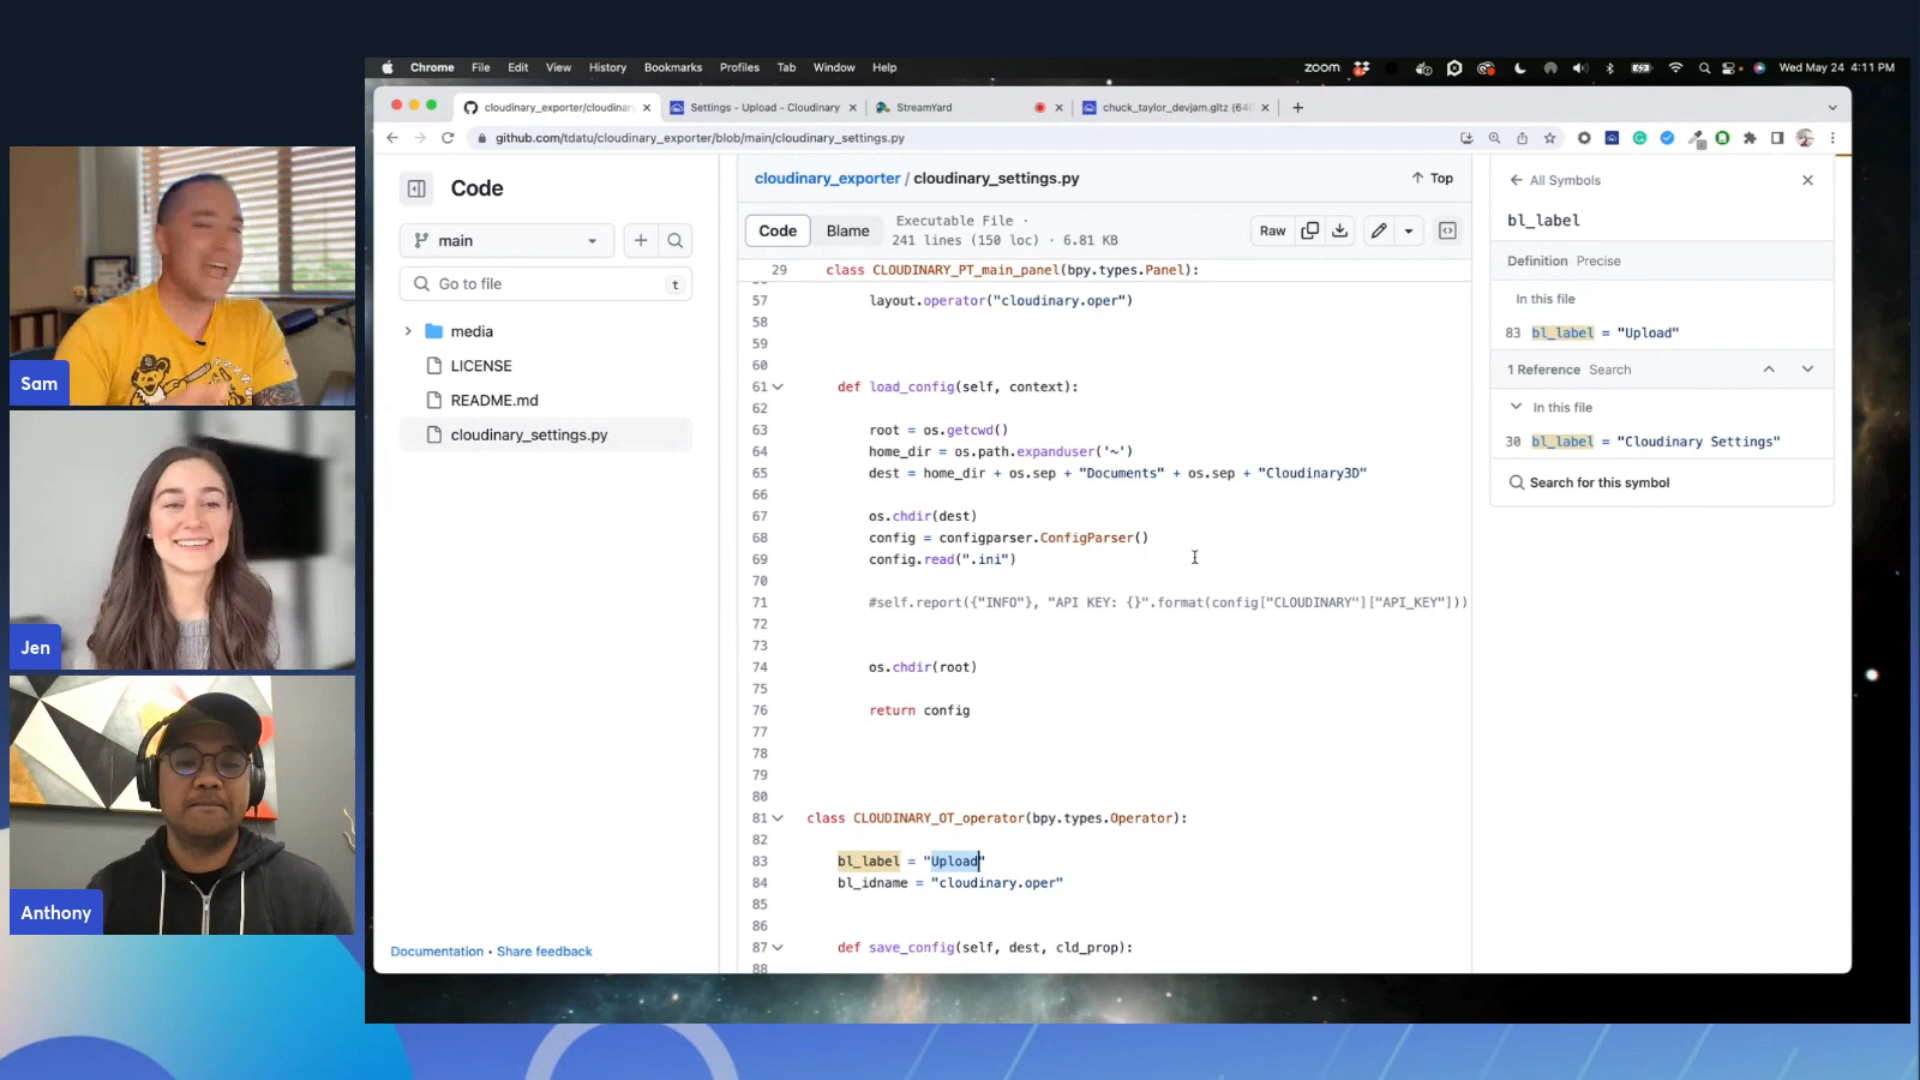 Chrome File Edit View History Bookmarks Profiles Tab Window Help
zoom
Wed May 24 4:11 PM
cloudinary_exporter/cloudinar
Settings - Upload - Cloudinary
StreamYard
chuck_taylor_devjam.gltz (64
github.com/tdatu/cloudinary_exporter/blob/main/cloudinary_settings.py
Code
main
Go to file
t
media
LICENSE
README.md
cloudinary_settings.py
Documentation • Share feedback
cloudinary_exporter / cloudinary_settings.py
Top
Code
Blame
Executable File ·
241 lines (150 loc) · 6.81 KB
Raw
29 class CLOUDINARY_PT_main_panel(bpy.types.Panel):
57 layout.operator("cloudinary.oper")
58
59
60
61 def load_config(self, context):
62
63 root = os.getcwd()
64 home_dir = os.path.expanduser('~')
65 dest = home_dir + os.sep + "Documents" + os.sep + "Cloudinary3D"
66
67 os.chdir(dest)
68 config = configparser.ConfigParser()
69 config.read(".ini")
70
71 #self.report({"INFO"}, "API KEY: {}".format(config["CLOUDINARY"]["API_KEY"]))
72
73
74 os.chdir(root)
75
76 return config
77
78
79
80
81 class CLOUDINARY_OT_operator(bpy.types.Operator):
82
83 bl_label = "Upload"
84 bl_idname = "cloudinary.oper"
85
86
87 def save_config(self, dest, cld_prop):
88
All Symbols
bl_label
Definition Precise
In this file
83 bl_label = "Upload"
1 Reference Search
In this file
30 bl_label = "Cloudinary Settings"
Search for this symbol
Sam
Jen
Anthony